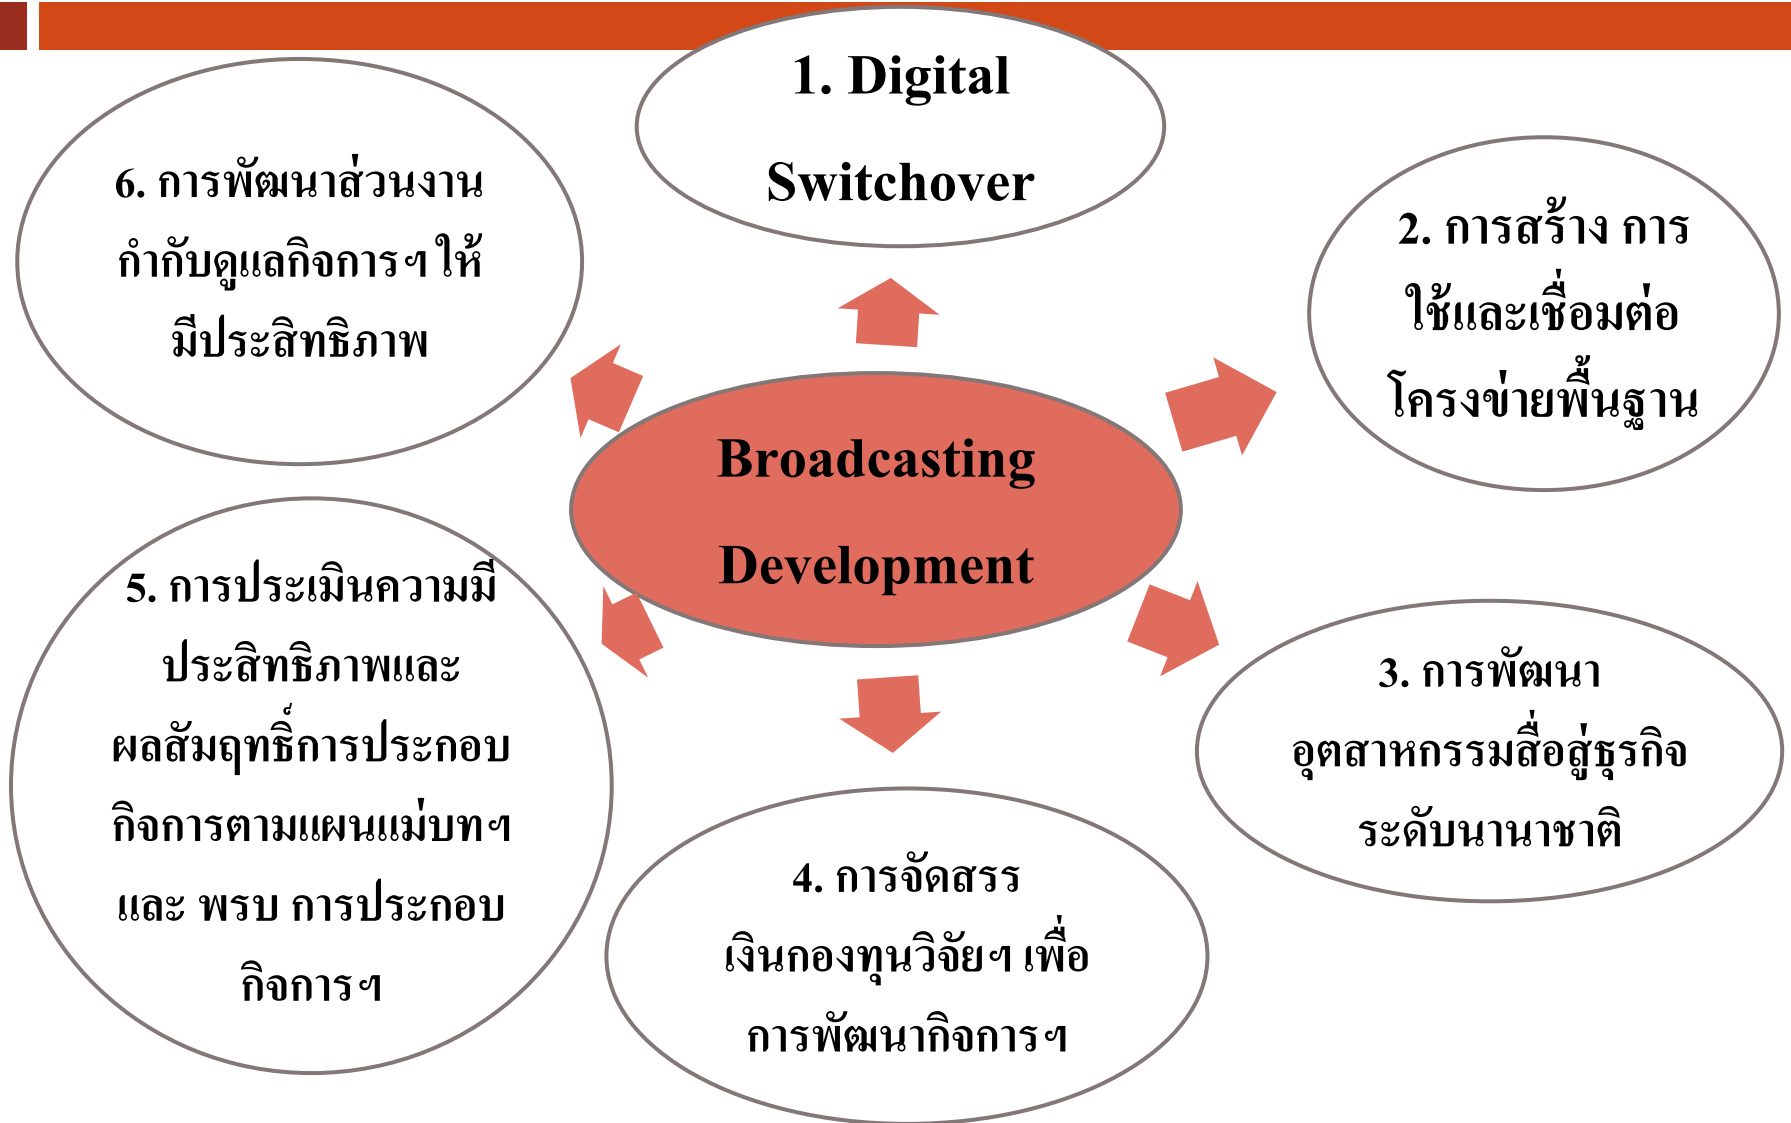 1. Digital
Switchover
2. การสร้าง การ
ใช้และเชื่อมต่อ
โครงข่ายพื้นฐาน
3. การพัฒนา
อุตสาหกรรมสื่อสู่ธุรกิจ
ระดับนานาชาติ
4. การจัดสรร
เงินกองทุนวิจัยฯ เพื่อ
การพัฒนากิจการฯ
5. การประเมินความมี
ประสิทธิภาพและ
ผลสัมฤทธิ์การประกอบ
กิจการตามแผนแม่บทฯ
และ พรบ การประกอบ
กิจการฯ
6. การพัฒนาส่วนงาน
กำกับดูแลกิจการฯ ให้
มีประสิทธิภาพ
Broadcasting
Development